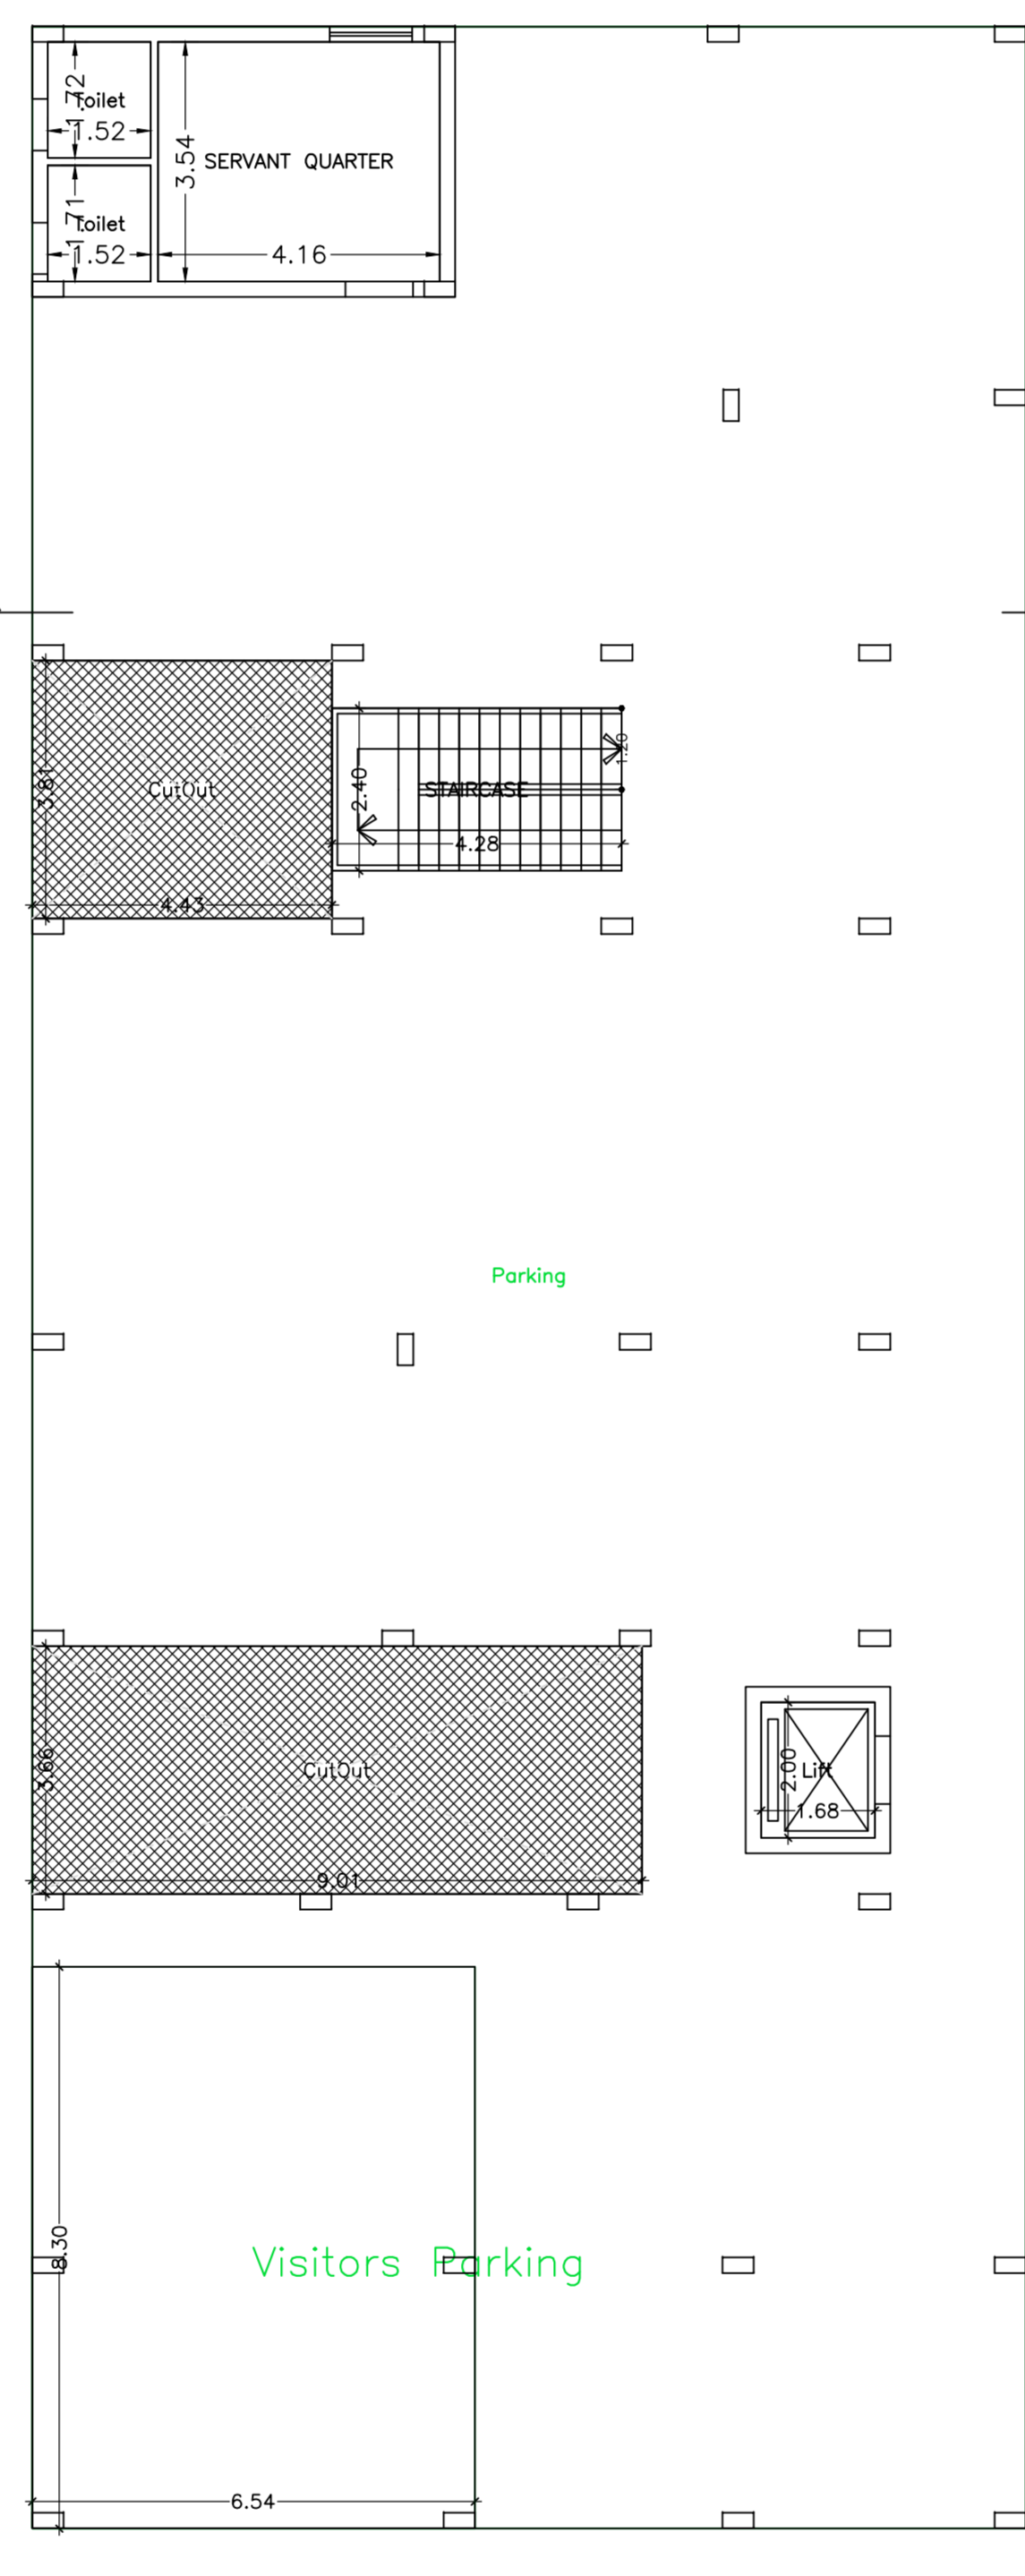 1.72
Toilet
1.52
3.54
SERVANT QUARTER
1.71
Toilet
1.52
4.16
1.20
2.40
STAIRCASE
3.81
CutOut
4.28
4.43
Parking
3.66
CutOut
2.00
Lift
1.68
9.01
8.30
Visitors Parking
6.54